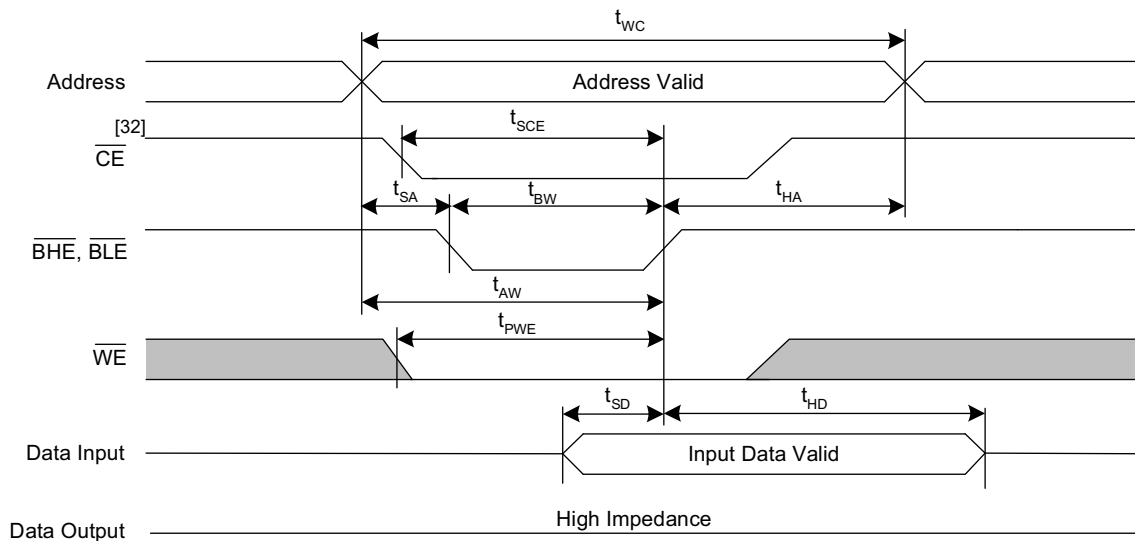 tWC
Address
Address Valid
[32]
CE
tSCE
tSA
tBW
tHA
BHE, BLE
tAW
tPWE
WE
tSD
tHD
Data Input
Input Data Valid
Data Output
High Impedance